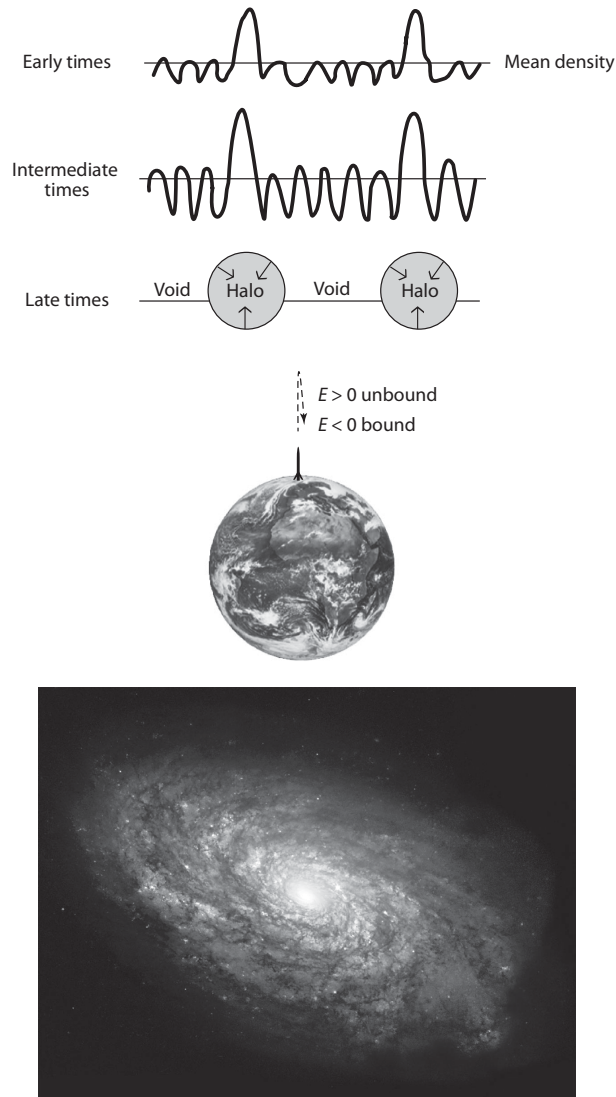 Early times
Mean density
Intermediate
times
Void
Halo
Void
Halo
Late times
E > 0 unbound
E < 0 bound